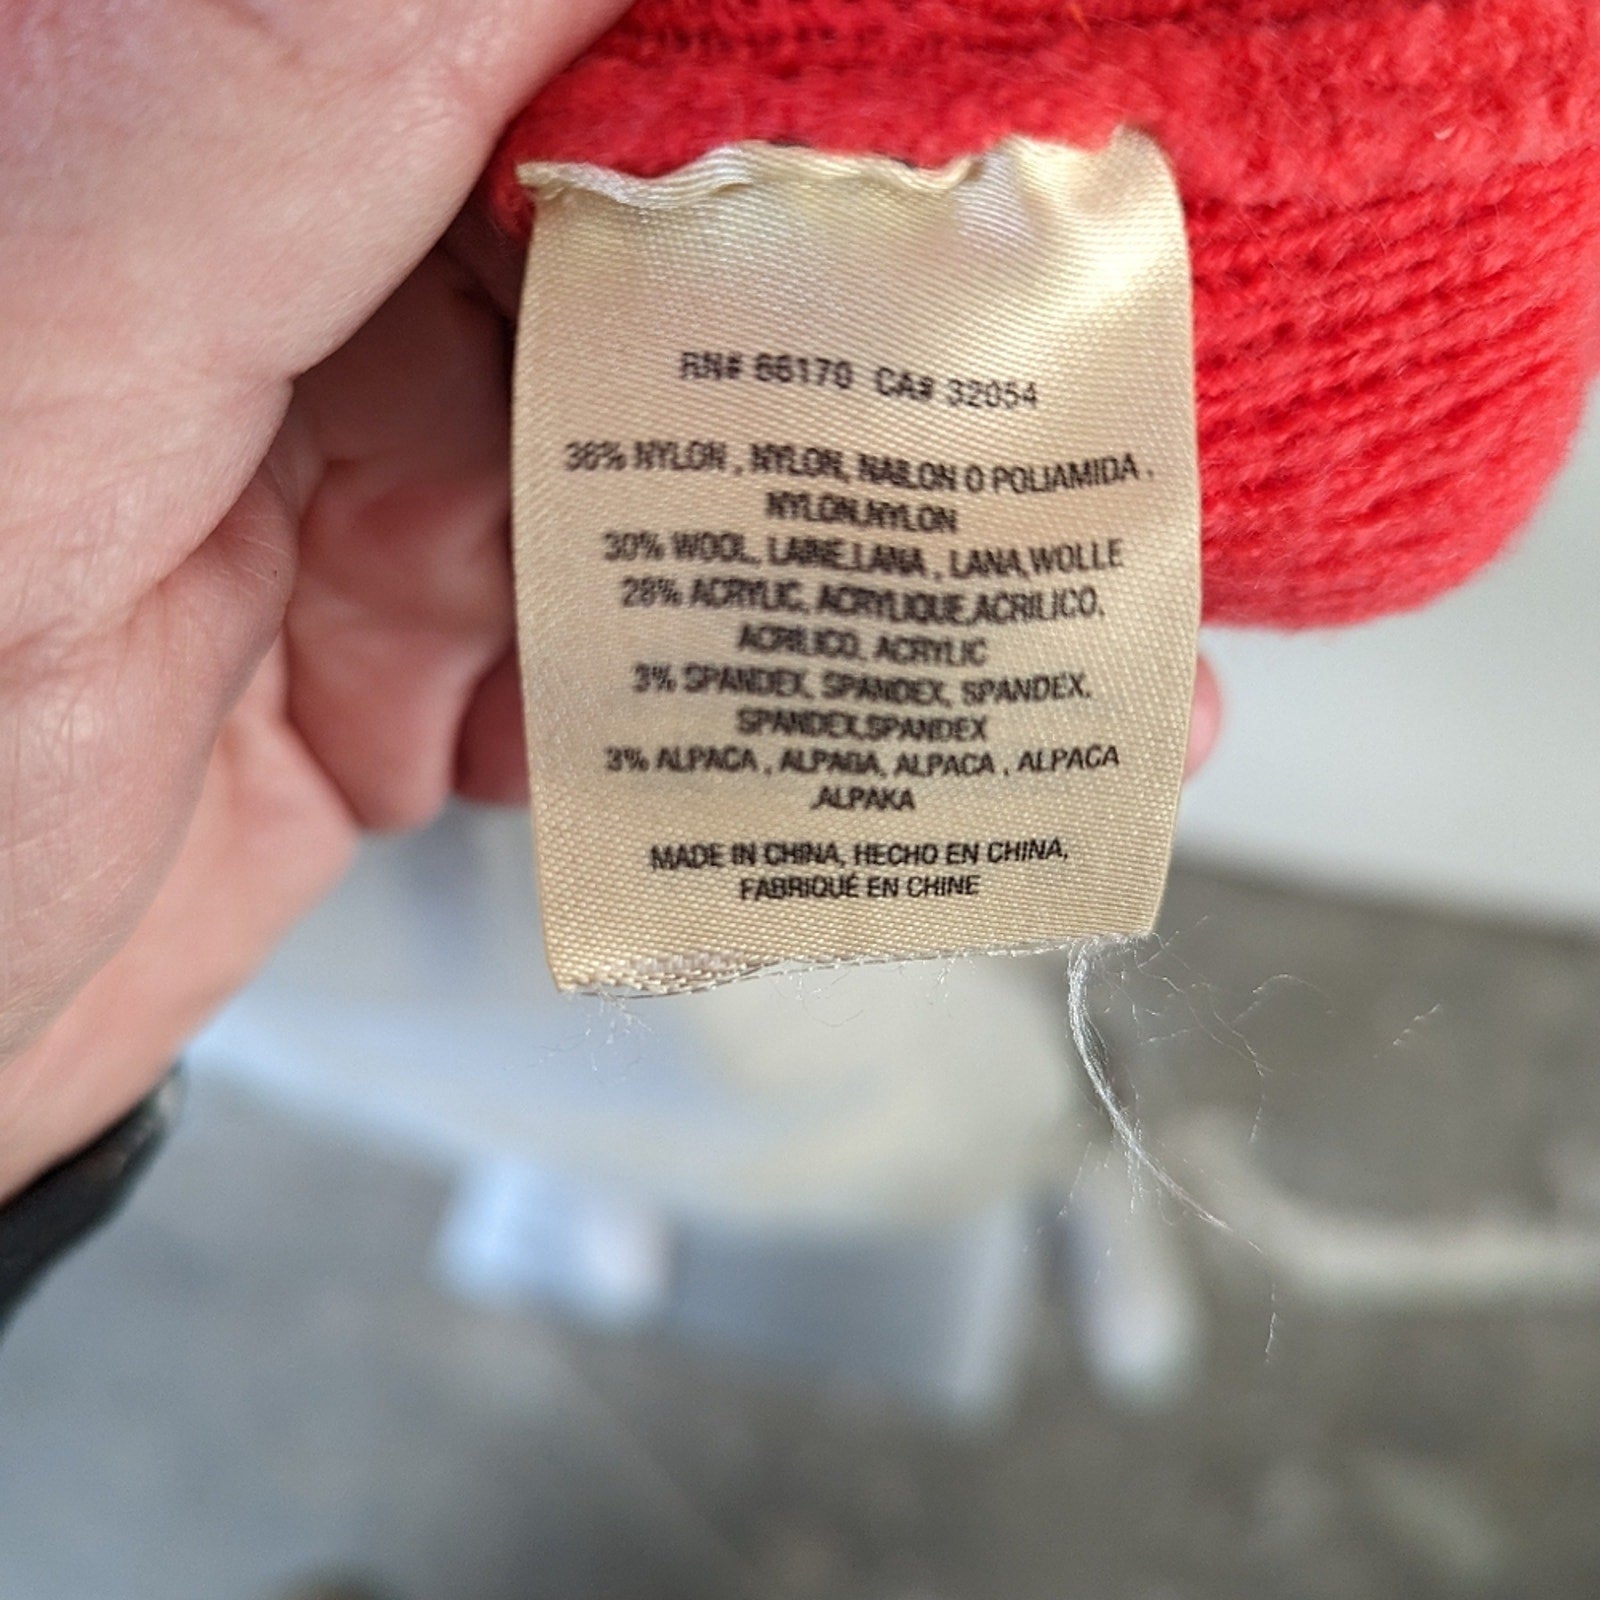 RN# 66170 CA# 32054
36% NYLON , NYLON, NAILON O POLIAMIDA ,
NYLON,NYLON
30% WOOL, LAINE,LANA , LANA,WOLLE
28% ACRYLIC, ACRYLIQUE,ACRILICO,
ACRILICO, ACRYLIC
3% SPANDEX, SPANDEX, SPANDEX,
SPANDEX,SPANDEX
3% ALPACA , ALPAGA, ALPACA , ALPACA
,ALPAKA
MADE IN CHINA, HECHO EN CHINA,
FABRIQUÉ EN CHINE